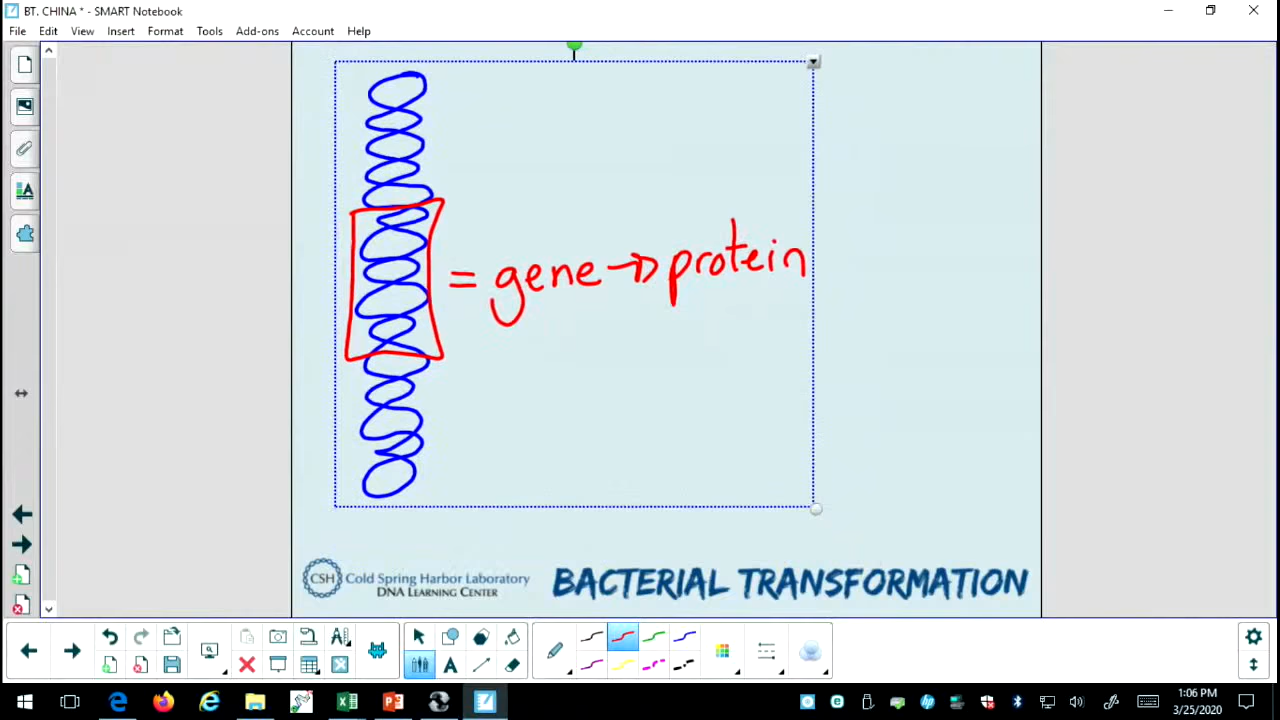 BT. CHINA * - SMART Notebook
File Edit View Insert Format Tools Add-ons Account Help
= gene → protein
CSH Cold Spring Harbor Laboratory
DNA LEARNING CENTER
BACTERIAL TRANSFORMATION
1:06 PM
3/25/2020